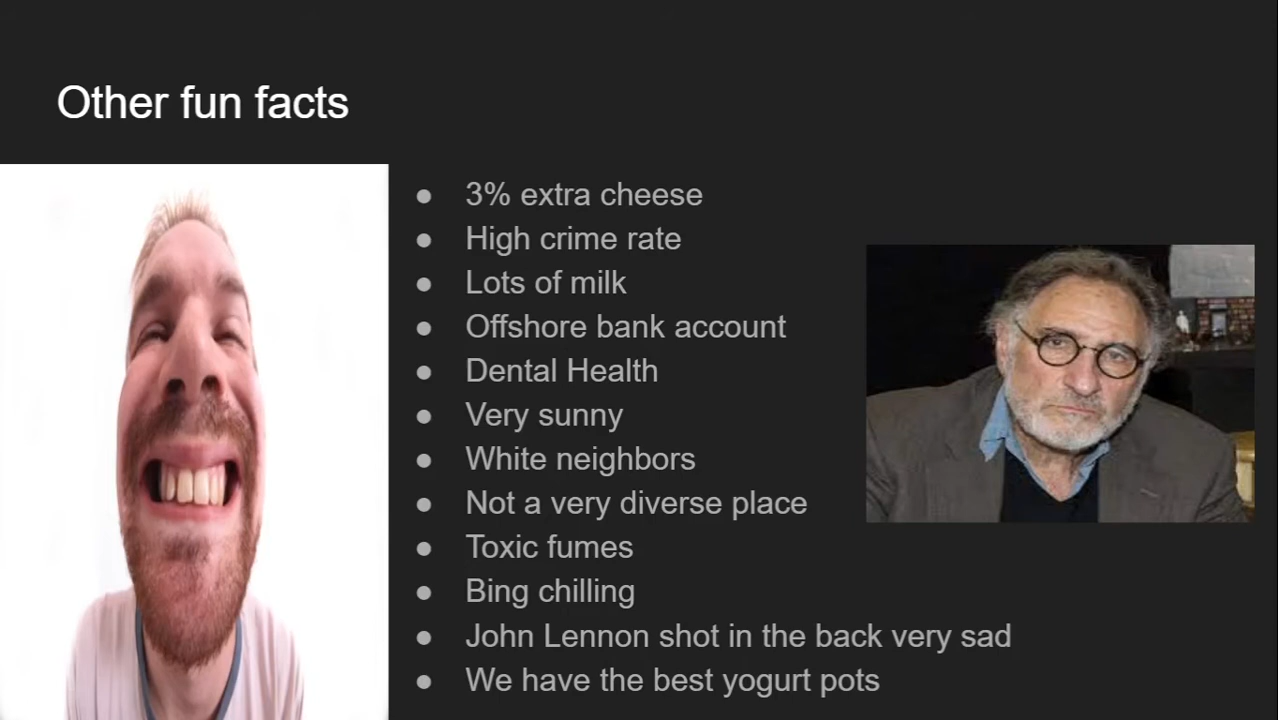 Other fun facts
● 3% extra cheese
● High crime rate
● Lots of milk
● Offshore bank account
● Dental Health
● Very sunny
● White neighbors
● Not a very diverse place
● Toxic fumes
● Bing chilling
● John Lennon shot in the back very sad
● We have the best yogurt pots